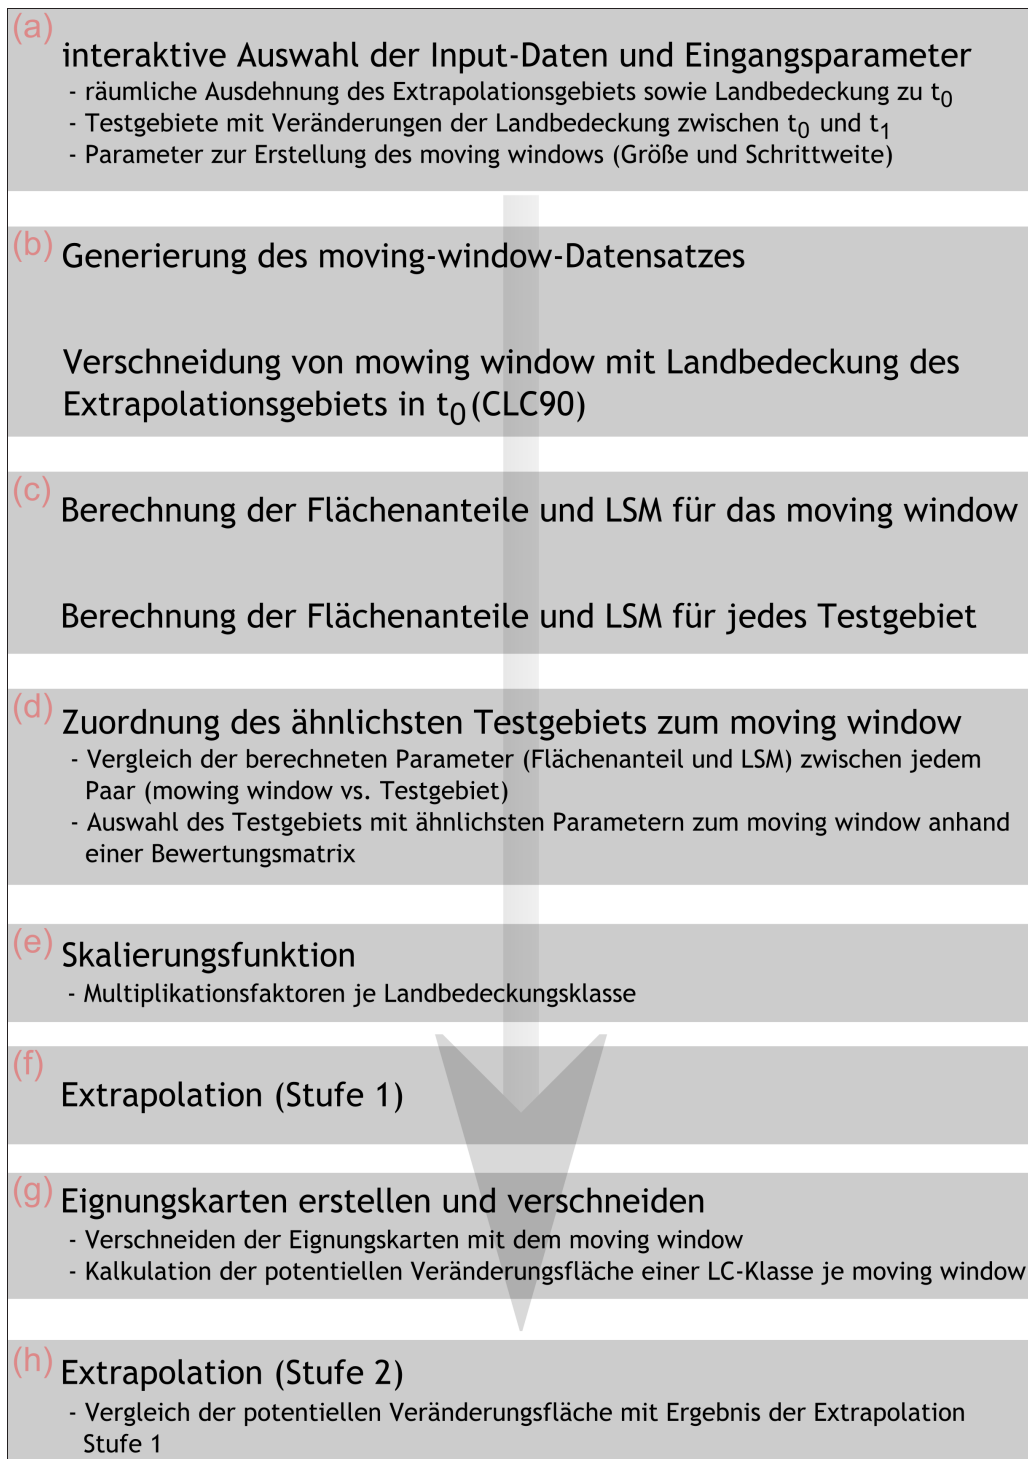 (a)
interaktive Auswahl der Input-Daten und Eingangsparameter
- räumliche Ausdehnung des Extrapolationsgebiets sowie Landbedeckung zu t0
- Testgebiete mit Veränderungen der Landbedeckung zwischen t0 und t1
- Parameter zur Erstellung des moving windows (Größe und Schrittweite)
(b)
Generierung des moving-window-Datensatzes
Verschneidung von mowing window mit Landbedeckung des
Extrapolationsgebiets in t0 (CLC90)
(c)
Berechnung der Flächenanteile und LSM für das moving window
Berechnung der Flächenanteile und LSM für jedes Testgebiet
(d)
Zuordnung des ähnlichsten Testgebiets zum moving window
- Vergleich der berechneten Parameter (Flächenanteil und LSM) zwischen jedem
Paar (mowing window vs. Testgebiet)
- Auswahl des Testgebiets mit ähnlichsten Parametern zum moving window anhand
einer Bewertungsmatrix
(e)
Skalierungsfunktion
- Multiplikationsfaktoren je Landbedeckungsklasse
(f)
Extrapolation (Stufe 1)
(g)
Eignungskarten erstellen und verschneiden
- Verschneiden der Eignungskarten mit dem moving window
- Kalkulation der potentiellen Veränderungsfläche einer LC-Klasse je moving window
(h)
Extrapolation (Stufe 2)
- Vergleich der potentiellen Veränderungsfläche mit Ergebnis der Extrapolation
Stufe 1